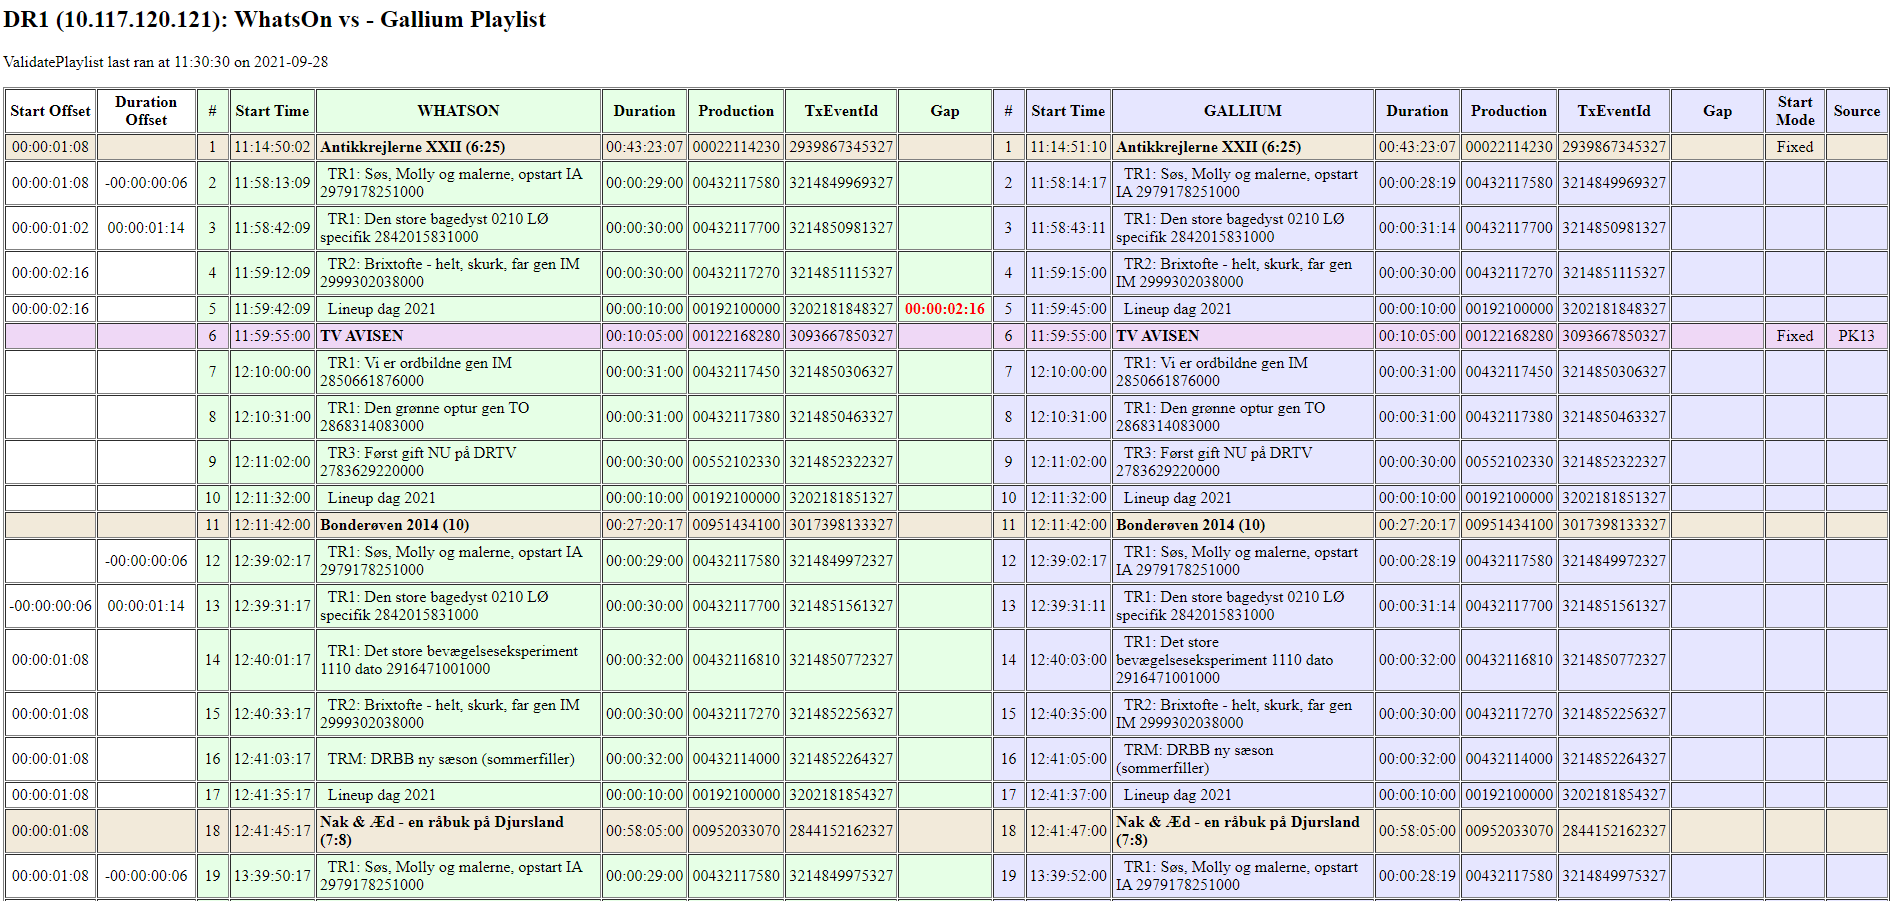 DR1 (10.117.120.121): WhatsOn vs - Gallium Playlist
ValidatePlaylist last ran at 11:30:30 on 2021-09-28
Start Offset Duration Offset # Start Time WHATSON Duration Production TxEventId Gap # Start Time GALLIUM Duration Production TxEventId Gap Start Mode Source
00:00:01:08 1 11:14:50:02 Antikkrejlerne XXII (6:25) 00:43:23:07 00022114230 2939867345327 1 11:14:51:10 Antikkrejlerne XXII (6:25) 00:43:23:07 00022114230 2939867345327 Fixed
00:00:01:08 -00:00:00:06 2 11:58:13:09 TR1: Søs, Molly og malerne, opstart IA 2979178251000 00:00:29:00 00432117580 3214849969327 2 11:58:14:17 TR1: Søs, Molly og malerne, opstart IA 2979178251000 00:00:28:19 00432117580 3214849969327
00:00:01:02 00:00:01:14 3 11:58:42:09 TR1: Den store bagedyst 0210 LØ specifik 2842015831000 00:00:30:00 00432117700 3214850981327 3 11:58:43:11 TR1: Den store bagedyst 0210 LØ specifik 2842015831000 00:00:31:14 00432117700 3214850981327
00:00:02:16 4 11:59:12:09 TR2: Brixtofte - helt, skurk, far gen IM 2999302038000 00:00:30:00 00432117270 3214851115327 4 11:59:15:00 TR2: Brixtofte - helt, skurk, far gen IM 2999302038000 00:00:30:00 00432117270 3214851115327
00:00:02:16 5 11:59:42:09 Lineup dag 2021 00:00:10:00 00192100000 3202181848327 00:00:02:16 5 11:59:45:00 Lineup dag 2021 00:00:10:00 00192100000 3202181848327
6 11:59:55:00 TV AVISEN 00:10:05:00 00122168280 3093667850327 6 11:59:55:00 TV AVISEN 00:10:05:00 00122168280 3093667850327 Fixed PK13
7 12:10:00:00 TR1: Vi er ordbildne gen IM 2850661876000 00:00:31:00 00432117450 3214850306327 7 12:10:00:00 TR1: Vi er ordbildne gen IM 2850661876000 00:00:31:00 00432117450 3214850306327
8 12:10:31:00 TR1: Den grønne optur gen TO 2868314083000 00:00:31:00 00432117380 3214850463327 8 12:10:31:00 TR1: Den grønne optur gen TO 2868314083000 00:00:31:00 00432117380 3214850463327
9 12:11:02:00 TR3: Først gift NU på DRTV 2783629220000 00:00:30:00 00552102330 3214852322327 9 12:11:02:00 TR3: Først gift NU på DRTV 2783629220000 00:00:30:00 00552102330 3214852322327
10 12:11:32:00 Lineup dag 2021 00:00:10:00 00192100000 3202181851327 10 12:11:32:00 Lineup dag 2021 00:00:10:00 00192100000 3202181851327
11 12:11:42:00 Bonderøven 2014 (10) 00:27:20:17 00951434100 3017398133327 11 12:11:42:00 Bonderøven 2014 (10) 00:27:20:17 00951434100 3017398133327
-00:00:00:06 12 12:39:02:17 TR1: Søs, Molly og malerne, opstart IA 2979178251000 00:00:29:00 00432117580 3214849972327 12 12:39:02:17 TR1: Søs, Molly og malerne, opstart IA 2979178251000 00:00:28:19 00432117580 3214849972327
-00:00:00:06 00:00:01:14 13 12:39:31:17 TR1: Den store bagedyst 0210 LØ specifik 2842015831000 00:00:30:00 00432117700 3214851561327 13 12:39:31:11 TR1: Den store bagedyst 0210 LØ specifik 2842015831000 00:00:31:14 00432117700 3214851561327
00:00:01:08 14 12:40:01:17 TR1: Det store bevægelseseksperiment 1110 dato 2916471001000 00:00:32:00 00432116810 3214850772327 14 12:40:03:00 TR1: Det store bevægelseseksperiment 1110 dato 2916471001000 00:00:32:00 00432116810 3214850772327
00:00:01:08 15 12:40:33:17 TR2: Brixtofte - helt, skurk, far gen IM 2999302038000 00:00:30:00 00432117270 3214852256327 15 12:40:35:00 TR2: Brixtofte - helt, skurk, far gen IM 2999302038000 00:00:30:00 00432117270 3214852256327
00:00:01:08 16 12:41:03:17 TRM: DRBB ny sæson (sommerfiller) 00:00:32:00 00432114000 3214852264327 16 12:41:05:00 TRM: DRBB ny sæson (sommerfiller) 00:00:32:00 00432114000 3214852264327
00:00:01:08 17 12:41:35:17 Lineup dag 2021 00:00:10:00 00192100000 3202181854327 17 12:41:37:00 Lineup dag 2021 00:00:10:00 00192100000 3202181854327
00:00:01:08 18 12:41:45:17 Nak & Æd - en råbuk på Djursland (7:8) 00:58:05:00 00952033070 2844152162327 18 12:41:47:00 Nak & Æd - en råbuk på Djursland (7:8) 00:58:05:00 00952033070 2844152162327
00:00:01:08 -00:00:00:06 19 13:39:50:17 TR1: Søs, Molly og malerne, opstart IA 2979178251000 00:00:29:00 00432117580 3214849975327 19 13:39:52:00 TR1: Søs, Molly og malerne, opstart IA 2979178251000 00:00:28:19 00432117580 3214849975327